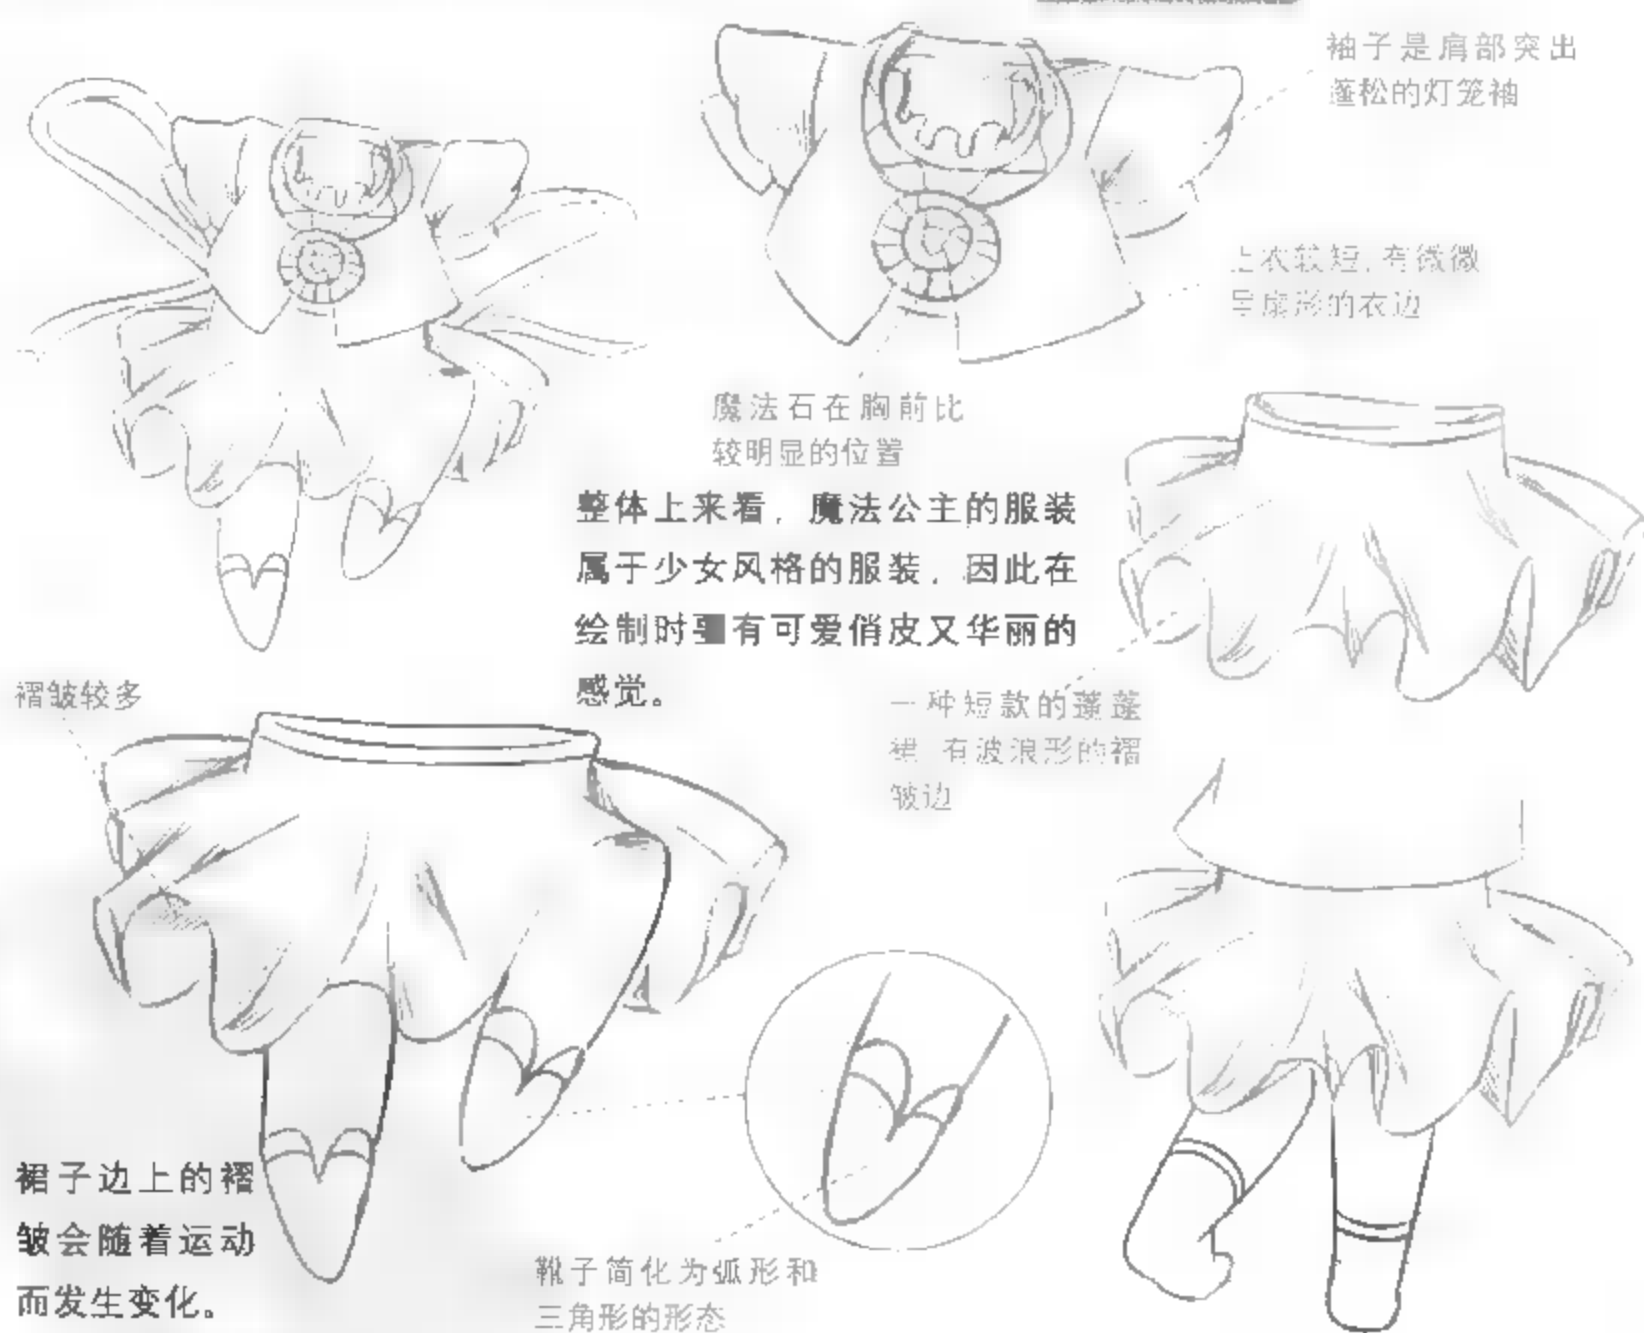 袖子是肩部突出
蓬松的灯笼袖
上衣较短,有微微
呈扇形的衣边
魔法石在胸前比
较明显的位置
整体上来看,魔法公主的服装
属于少女风格的服装,因此在
绘制时要有可爱俏皮又华丽的
感觉。
褶皱较多
一种短款的蓬蓬
裙 有波浪形的褶
皱边
裙子边上的褶
皱会随着运动
而发生变化。
靴子简化为弧形和
三角形的形态